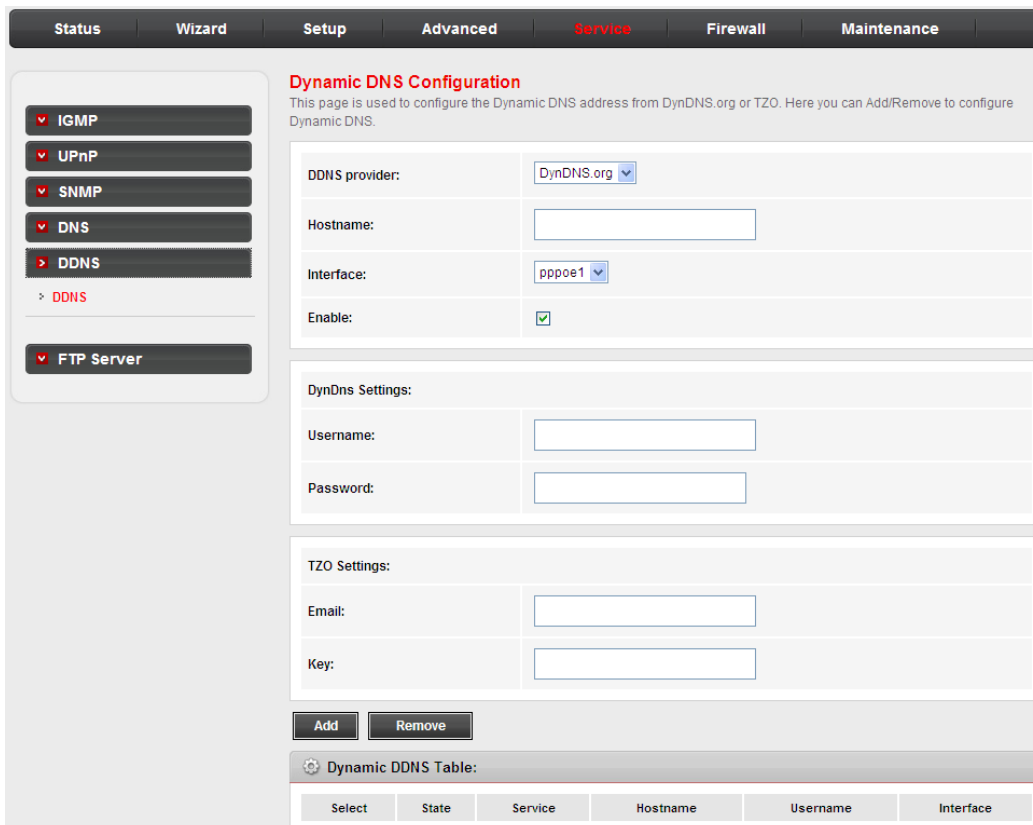 Status Wizard Setup Advanced Service Firewall Maintenance
IGMP
UPnP
SNMP
DNS
DDNS
DDNS
FTP Server
Dynamic DNS Configuration
This page is used to configure the Dynamic DNS address from DynDNS.org or TZO. Here you can Add/Remove to configure
Dynamic DNS.
DDNS provider: DynDNS.org
Hostname:
Interface: pppoe1
Enable:
DynDns Settings:
Username:
Password:
TZO Settings:
Email:
Key:
Add Remove
Dynamic DDNS Table:
Select State Service Hostname Username Interface